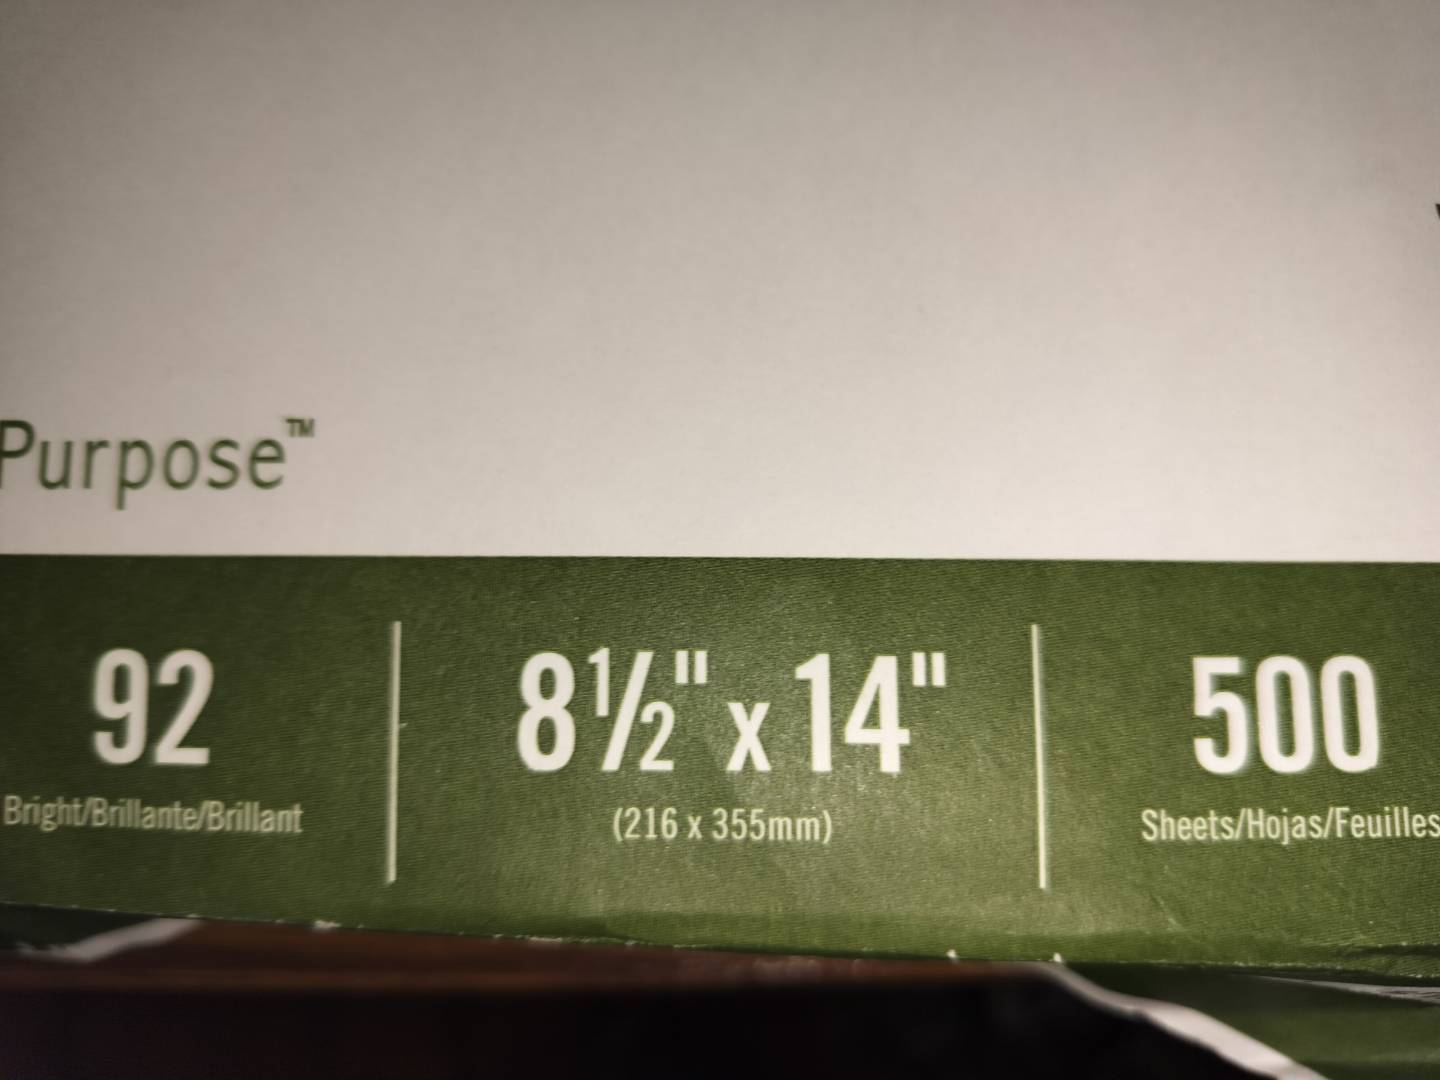 Purpose™
92
Bright/Brillante/Brillant
8½" x 14"
(216 x 355mm)
500
Sheets/Hojas/Feuilles